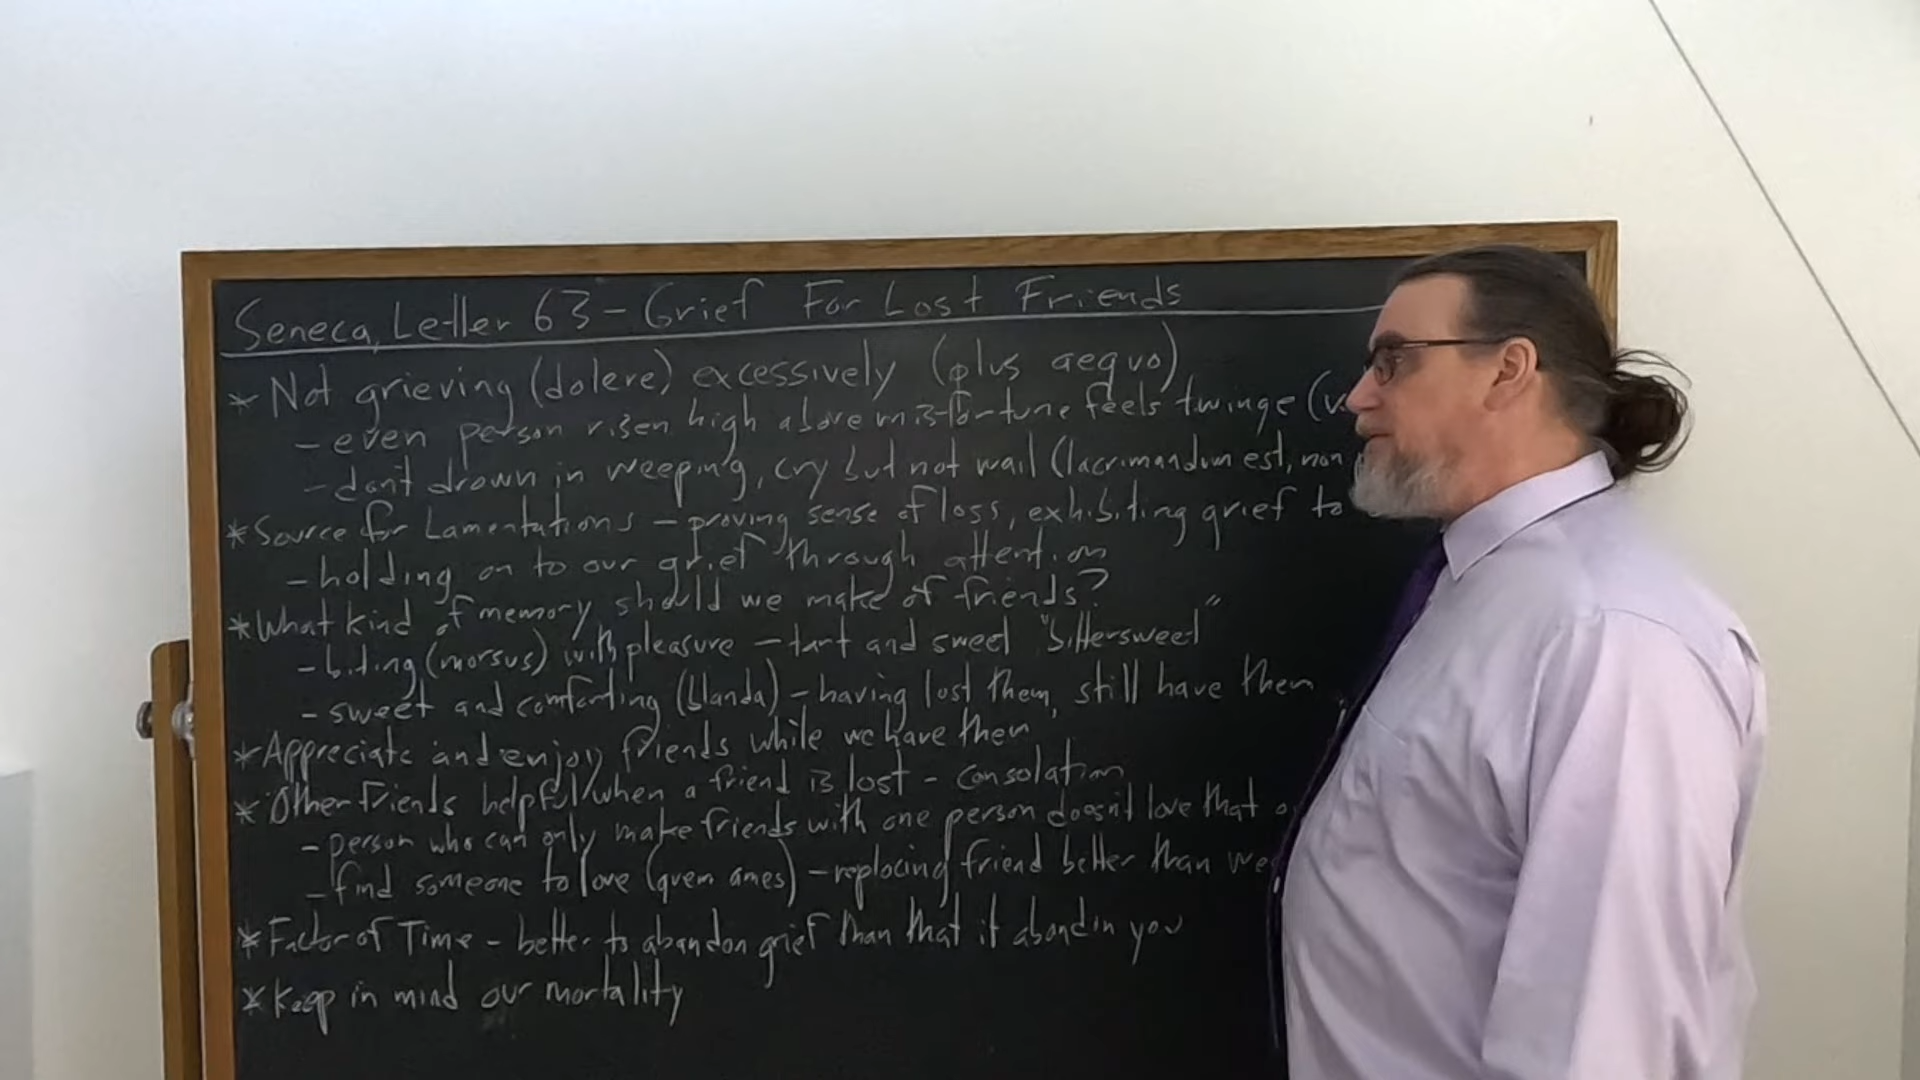 Seneca, Letter 63 - Grief For Lost Friends
* Not grieving (dolere) excessively (plus aequo)
- even person risen high above misfortune feels twinge (v
- don't drown in weeping, cry but not wail (lacrimandum est, non
* Source for Lamentations - proving sense of loss, exhibiting grief to
- holding on to our grief through attention
* What kind of memory should we make of friends?
- biting (morsus) with pleasure - tart and sweet "bittersweet"
- sweet and comforting (blanda) - having lost them, still have them
* Appreciate and enjoy friends while we have them
* Other friends helpful when a friend is lost - consolation
- person who can only make friends with one person doesn't love that o
- find someone to love (quem ames) - replacing friend better than wee
* Factor of Time - better to abandon grief than that it abandon you
* Keep in mind our mortality